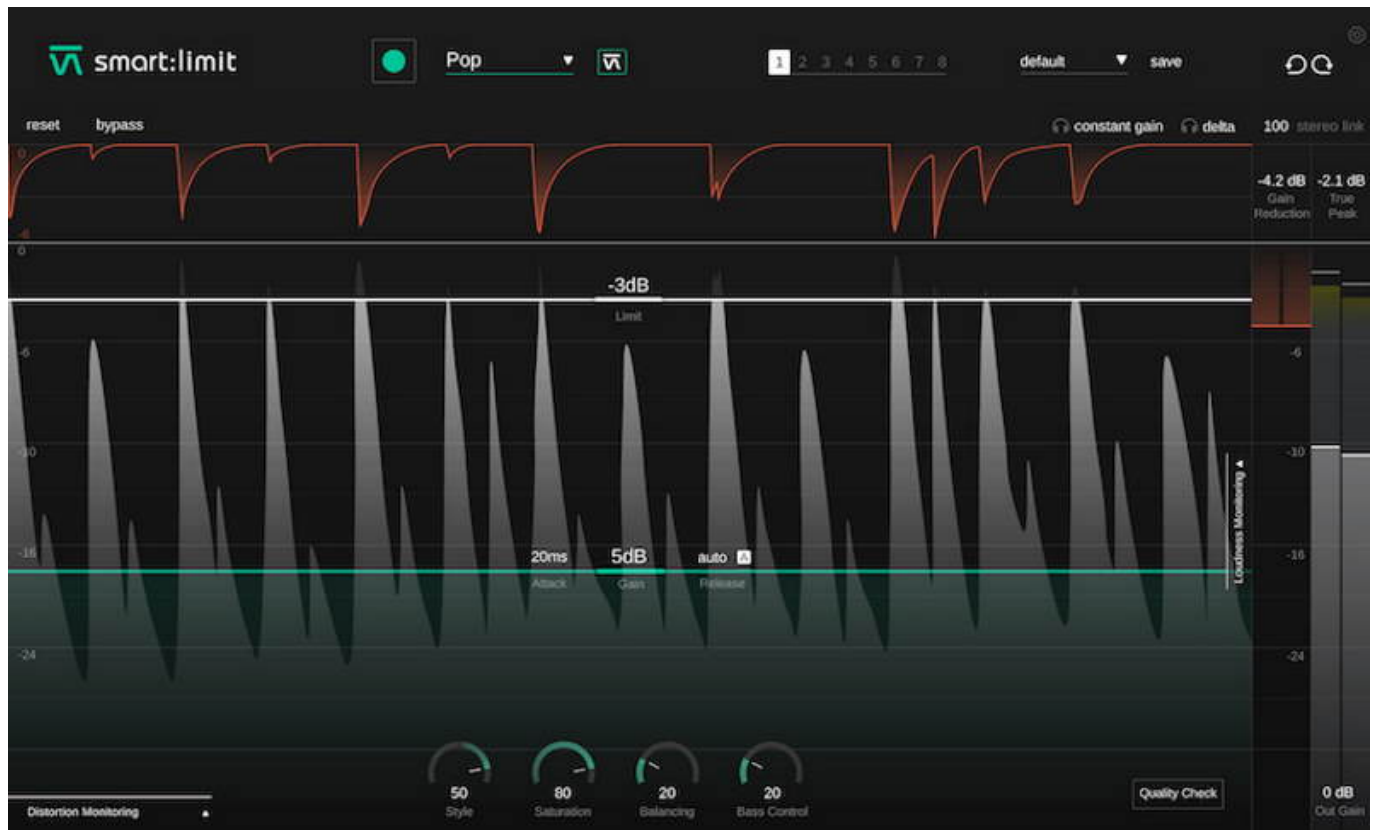 smart:limit
Pop
1 2 3 4 5 6 7 8
default
save
reset
bypass
constant gain
delta
100 stereo link
0
-6
-4.2 dB
Gain
Reduction
-2.1 dB
True
Peak
0
-3dB
Limit
-6
-6
-10
-10
Loudness Monitoring
-16
-16
20ms
Attack
5dB
Gain
auto A
Release
-24
-24
50
Style
80
Saturation
20
Balancing
20
Bass Control
Quality Check
0 dB
Out Gain
Distortion Monitoring